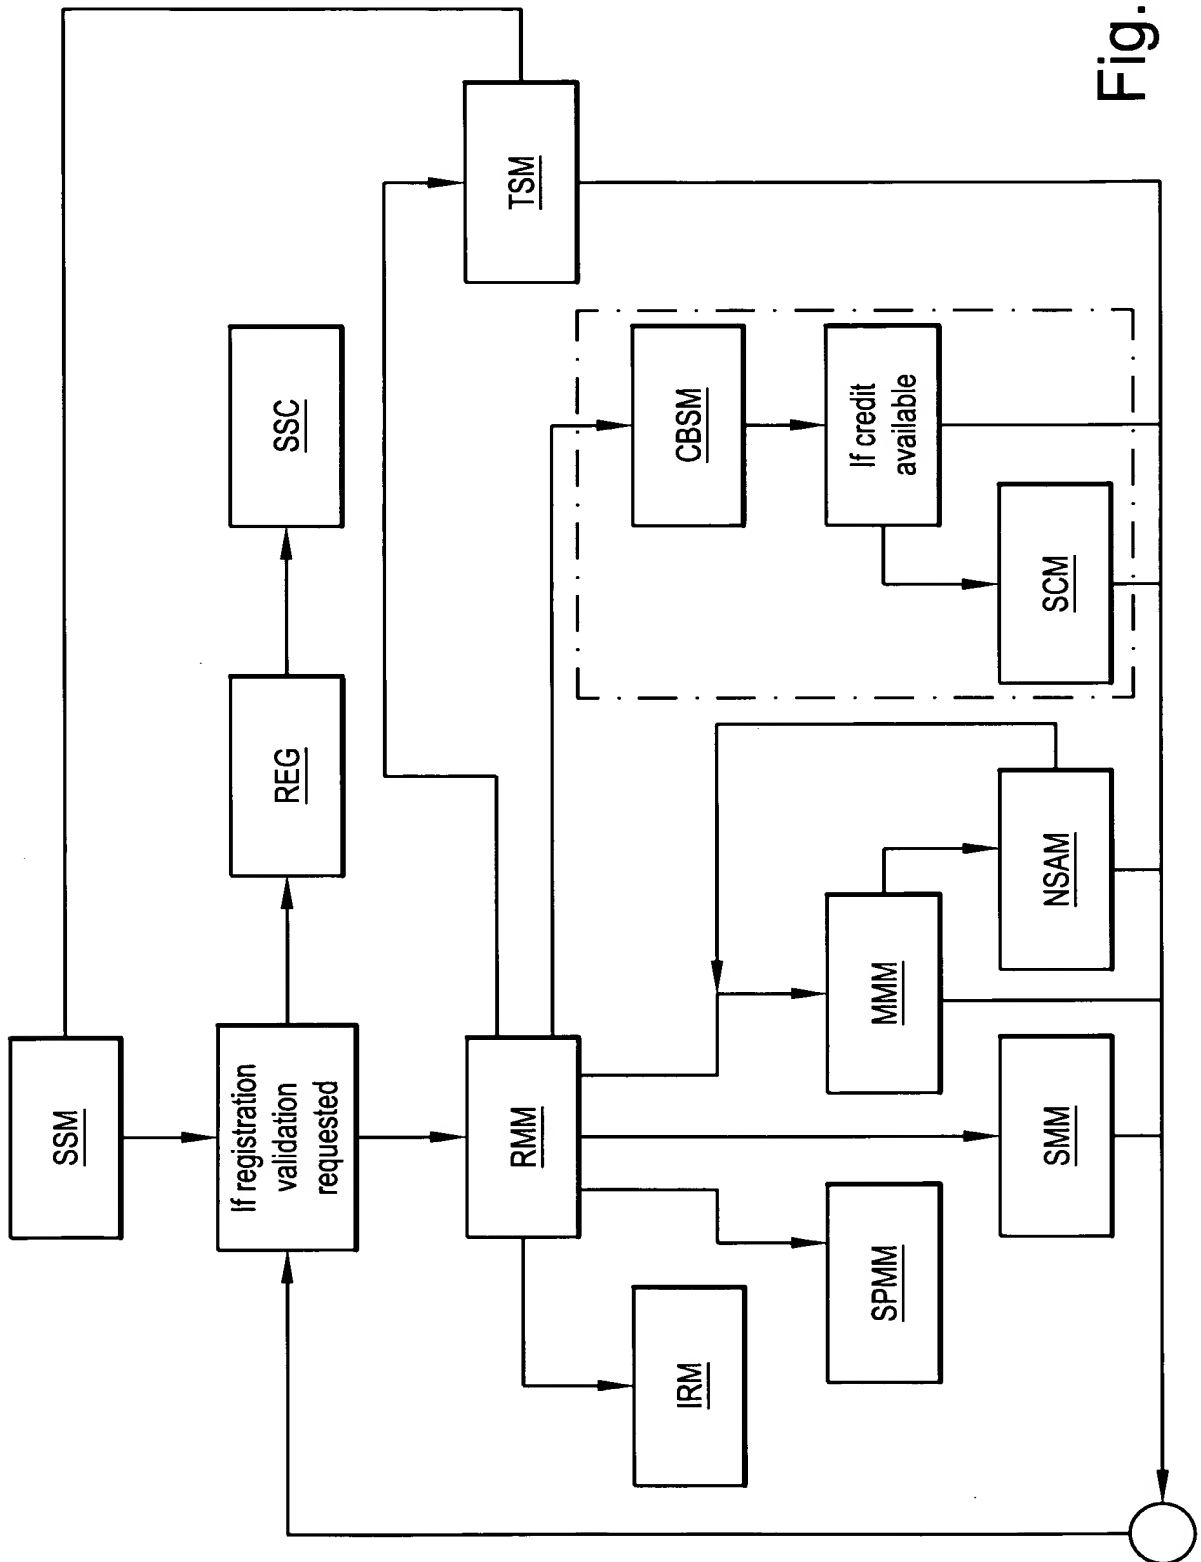 SSM
If registration
validation
requested
REG
SSC
RMM
TSM
IRM
SPMM
SMM
MMM
NSAM
CBSM
If credit
available
SCM
Fig.